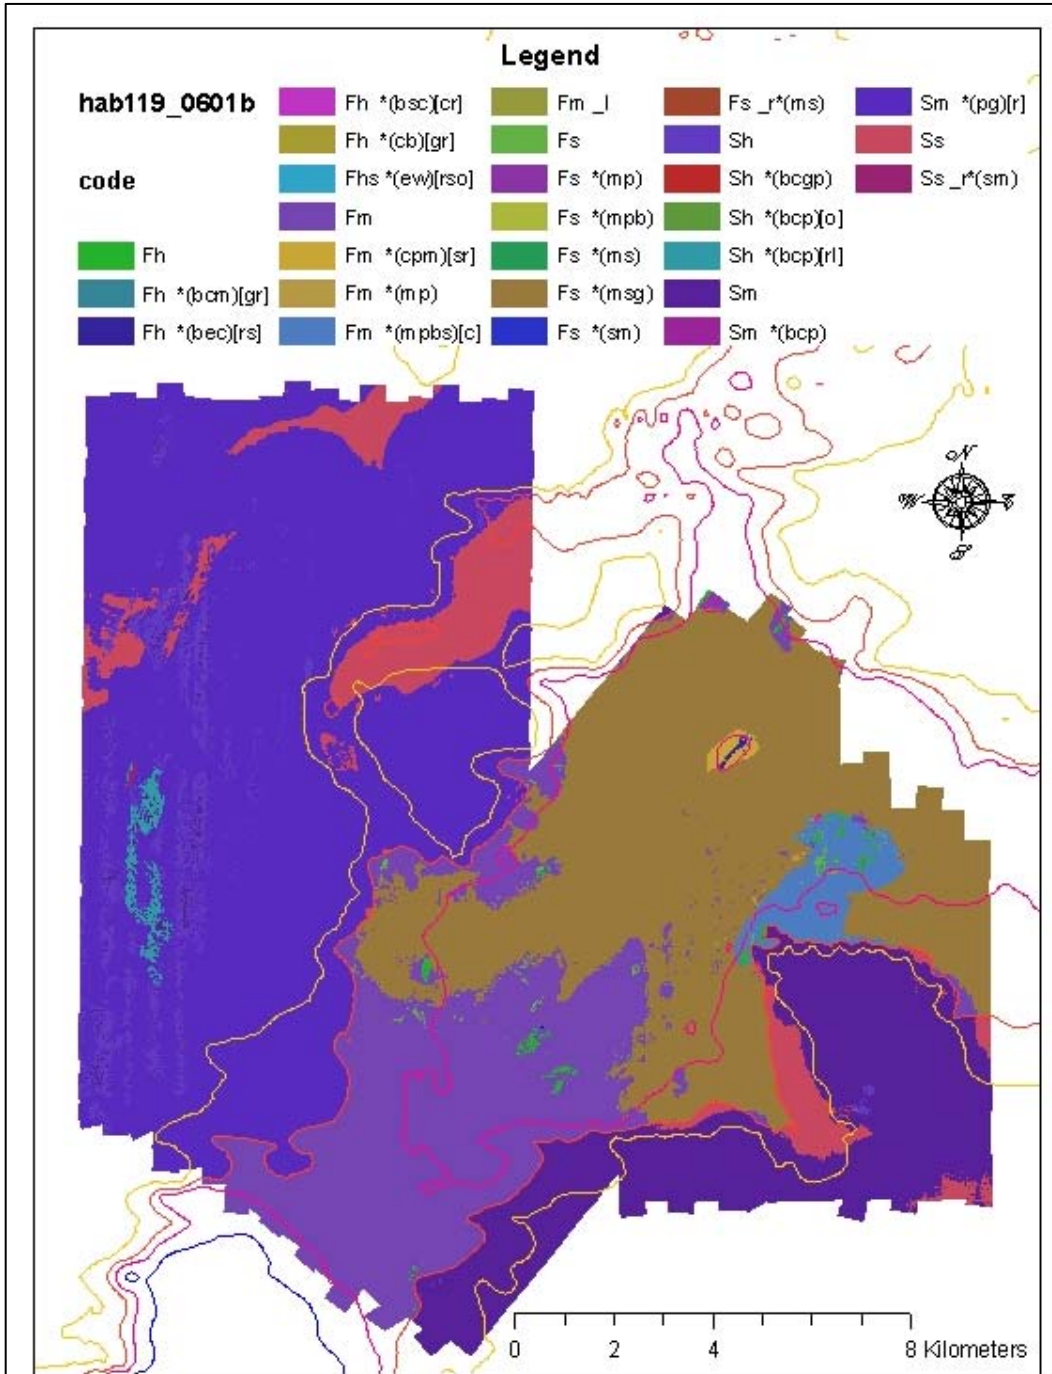 Legend
hab119_0601b
code
Fh
Fh *(bcm)[gr]
Fh *(bec)[rs]
Fh *(bsc)[cr]
Fh *(cb)[gr]
Fhs *(ew)[rso]
Fm
Fm *(cpm)[sr]
Fm *(mp)
Fm *(mpbs)[c]
Fm _l
Fs
Fs *(mp)
Fs *(mpb)
Fs *(ms)
Fs *(msg)
Fs *(sm)
Fs _r*(ms)
Sh
Sh *(bcgp)
Sh *(bcp)[o]
Sh *(bcp)[rl]
Sm
Sm *(bcp)
Sm *(pg)[r]
Ss
Ss _r*(sm)
N
W
E
S
0 2 4 8 Kilometers